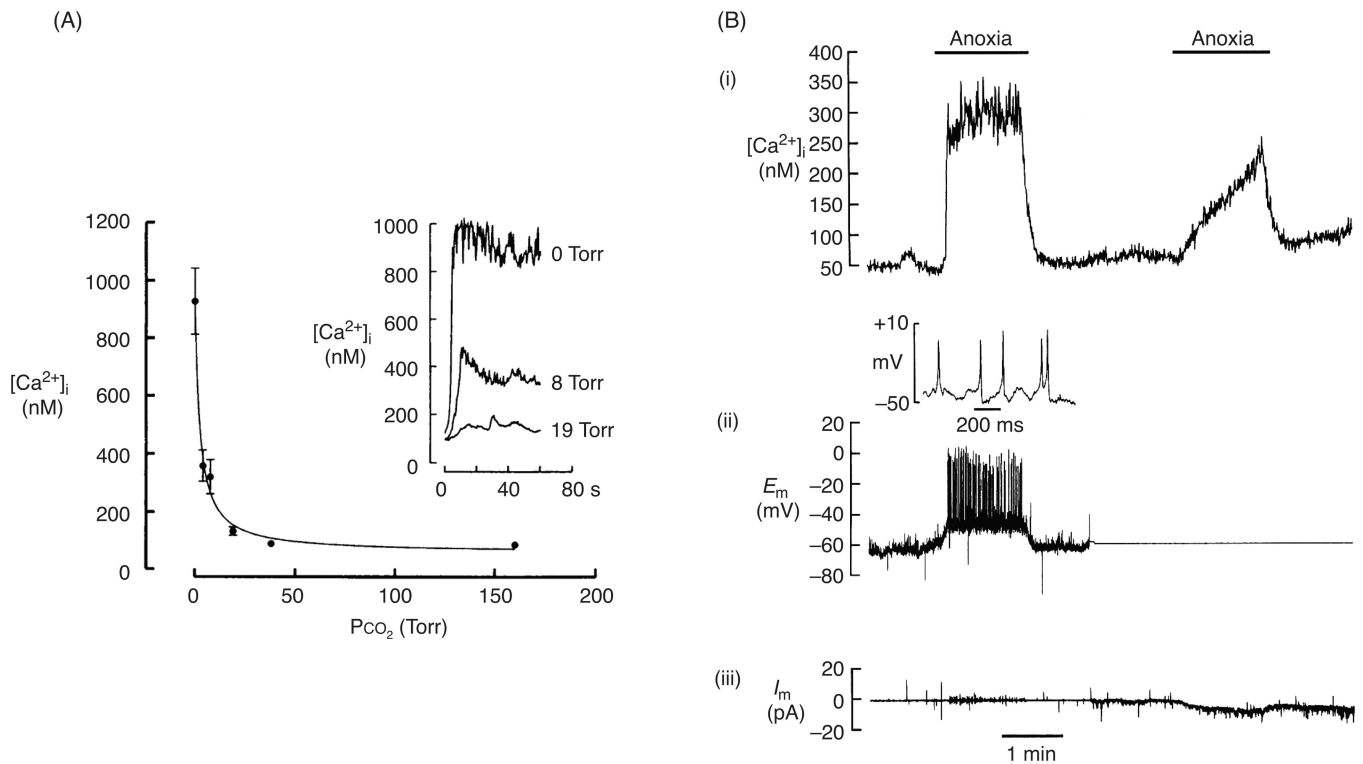 (A)
1200
1000
800
600
400
200
0
[Ca²⁺]ᵢ
(nM)
0
50
100
150
200
PCO₂ (Torr)
1000
800
600
400
200
0
[Ca²⁺]ᵢ
(nM)
0 Torr
8 Torr
19 Torr
0
40
80 s
(B)
(i)
Anoxia
Anoxia
400
350
300
250
200
150
100
50
[Ca²⁺]ᵢ
(nM)
+10
mV
–50
200 ms
(ii)
20
0
–20
–40
–60
–80
Eₘ
(mV)
(iii)
20
0
–20
Iₘ
(pA)
1 min